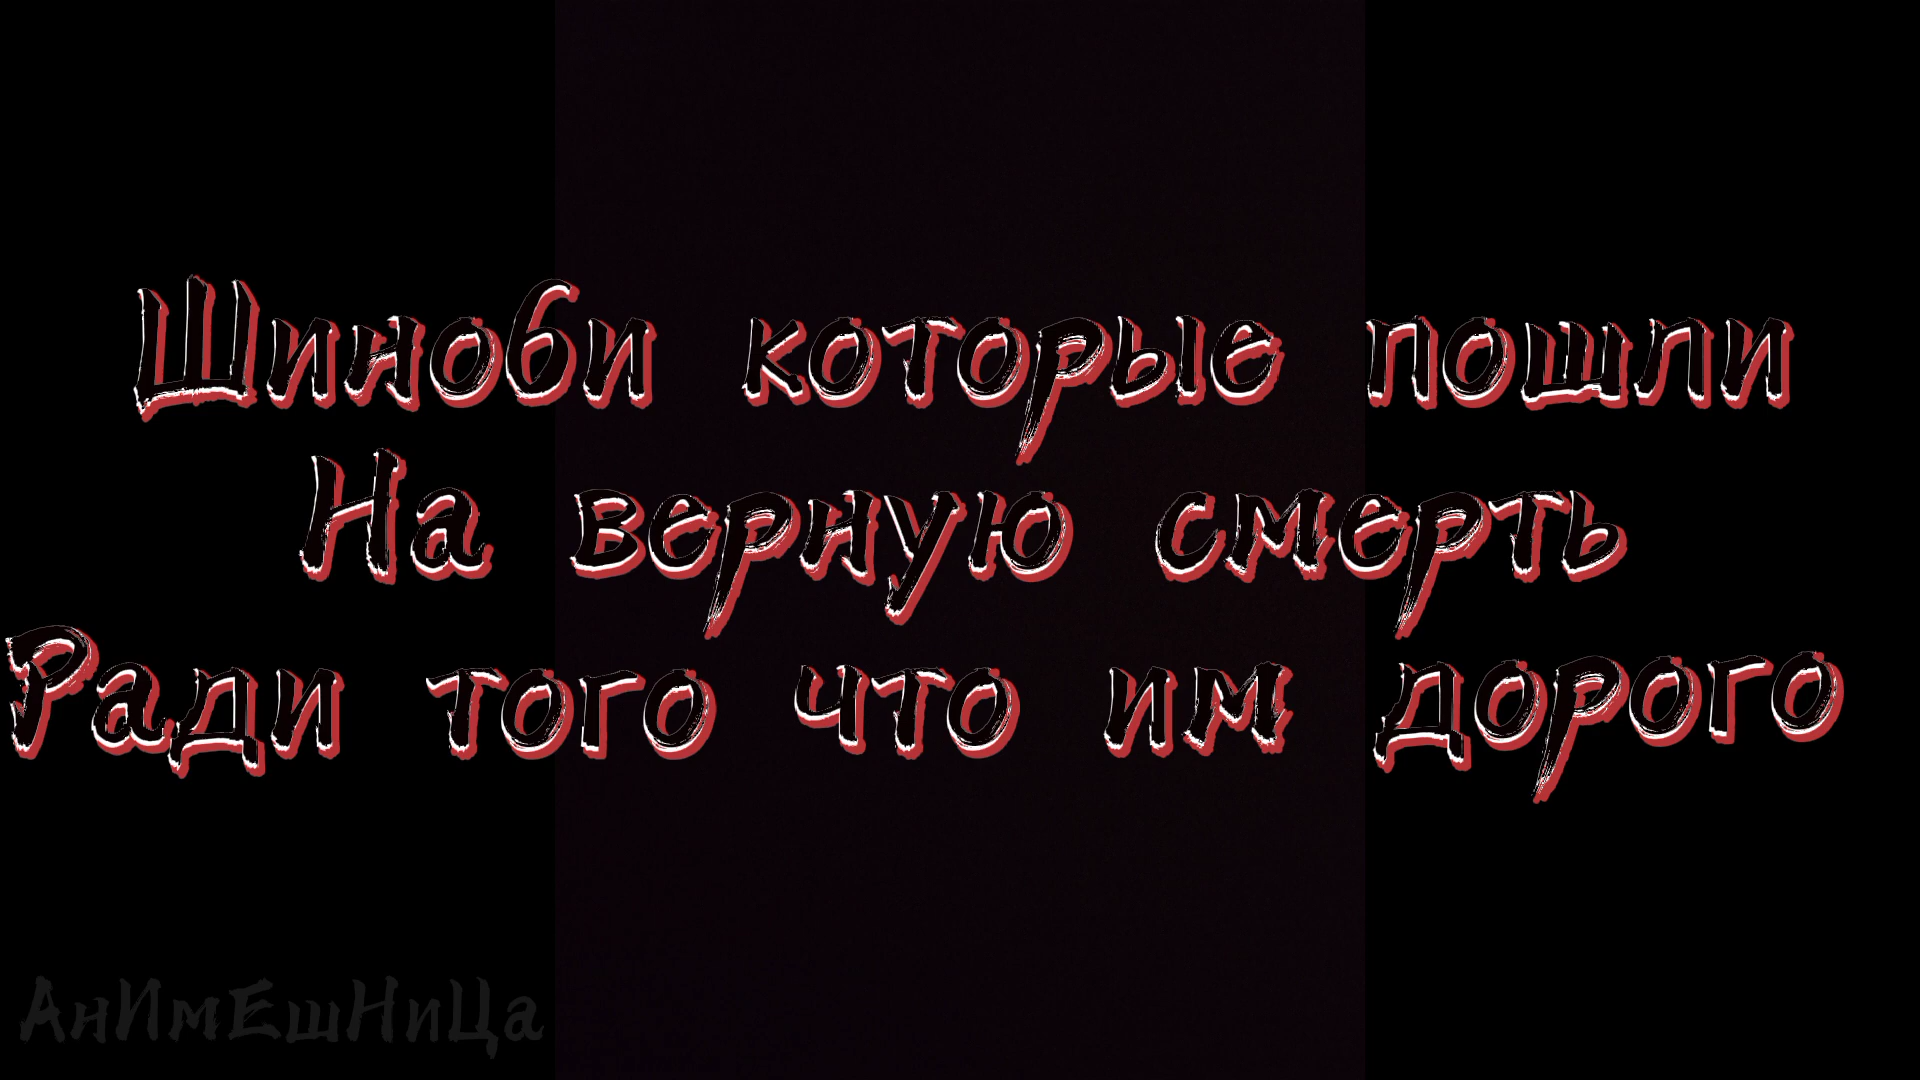 Шиноби которые пошли
На верную смерть
Ради того что им дорого
АнИмЕшНиЦа